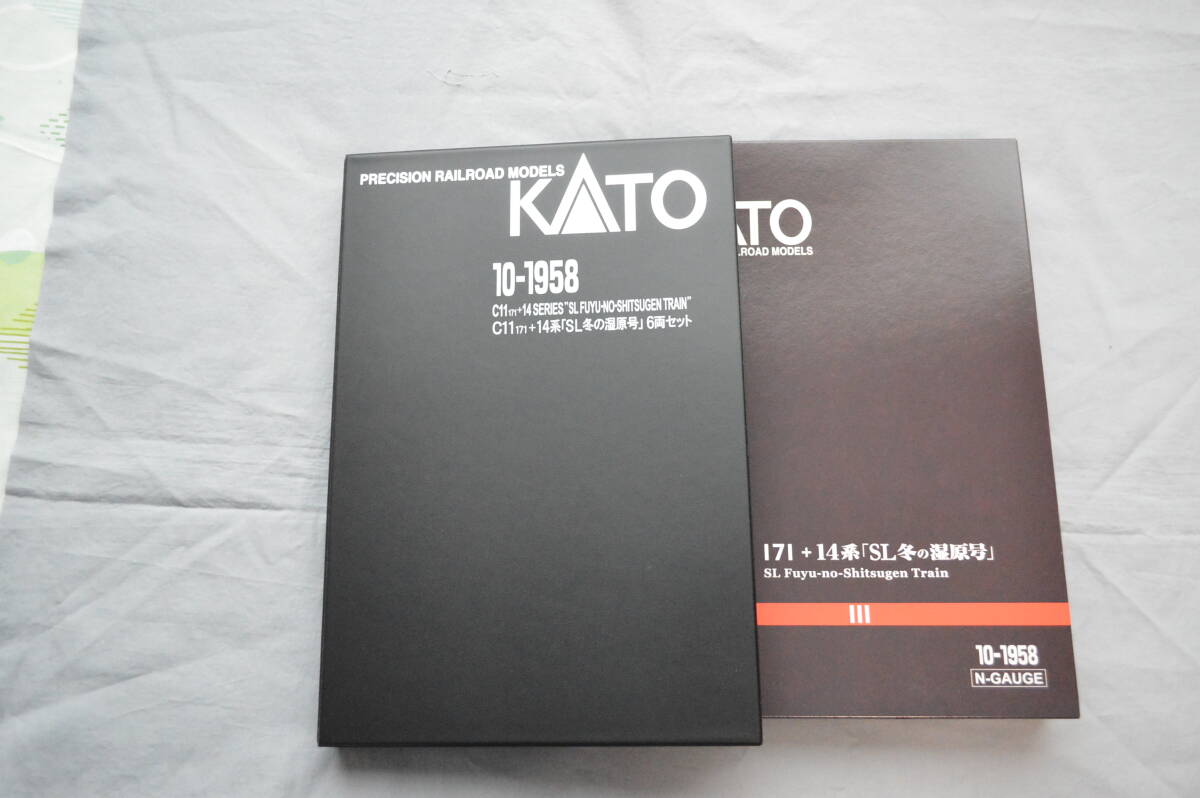 PRECISION RAILROAD MODELS
KATO
10-1958
C11 171+14 SERIES "SL FUYU-NO-SHITSUGEN TRAIN"
C11 171+14系「SL冬の湿原号」6両セット
ATO
ROAD MODELS
171 + 14系「SL冬の湿原号」
SL Fuyu-no-Shitsugen Train
10-1958
N-GAUGE